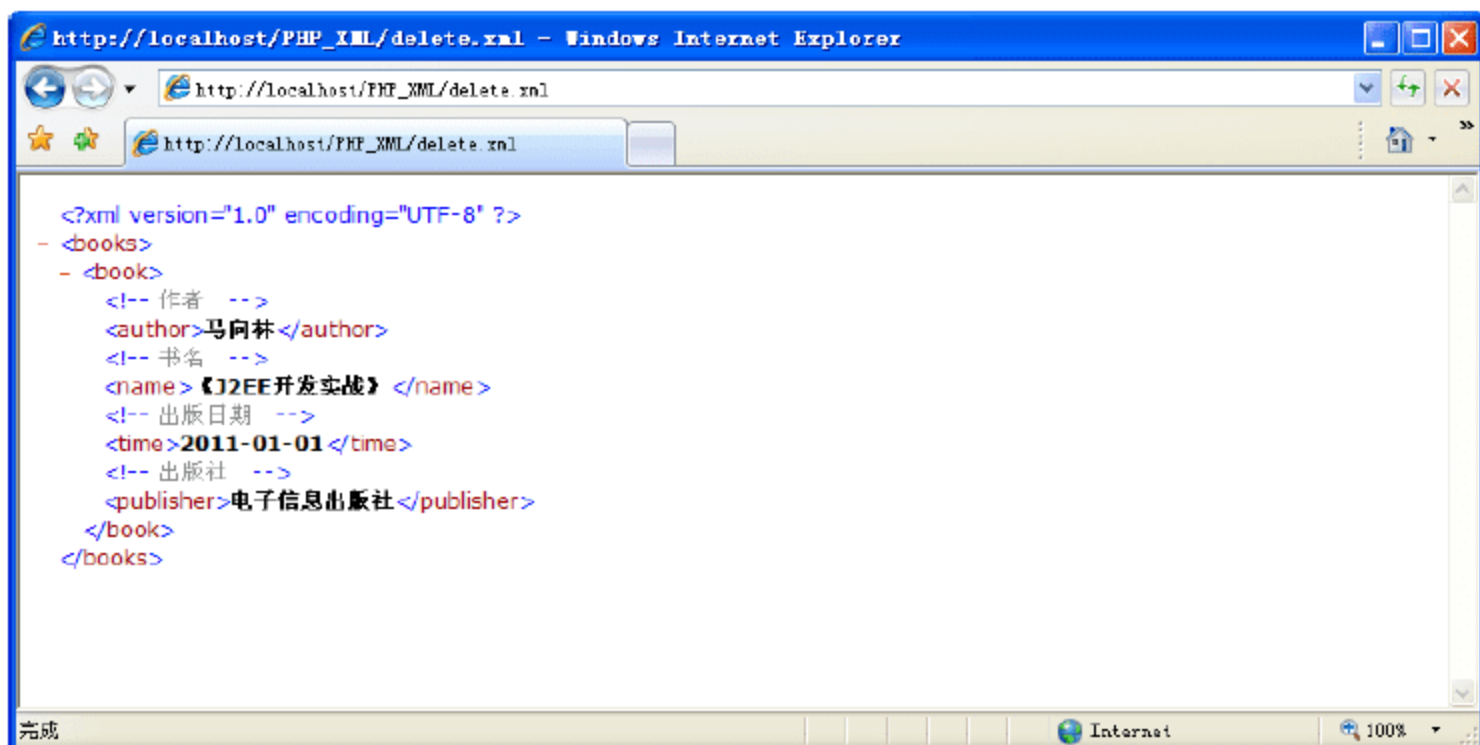 http://localhost/PHP_XML/delete.xml - Windows Internet Explorer
http://localhost/PHP_XML/delete.xml
http://localhost/PHP_XML/delete.xml
<?xml version="1.0" encoding="UTF-8" ?>
- <books>
- <book>
<!-- 作者 -->
<author>马向林</author>
<!-- 书名 -->
<name>《J2EE开发实战》</name>
<!-- 出版日期 -->
<time>2011-01-01</time>
<!-- 出版社 -->
<publisher>电子信息出版社</publisher>
</book>
</books>
完成 Internet 100%